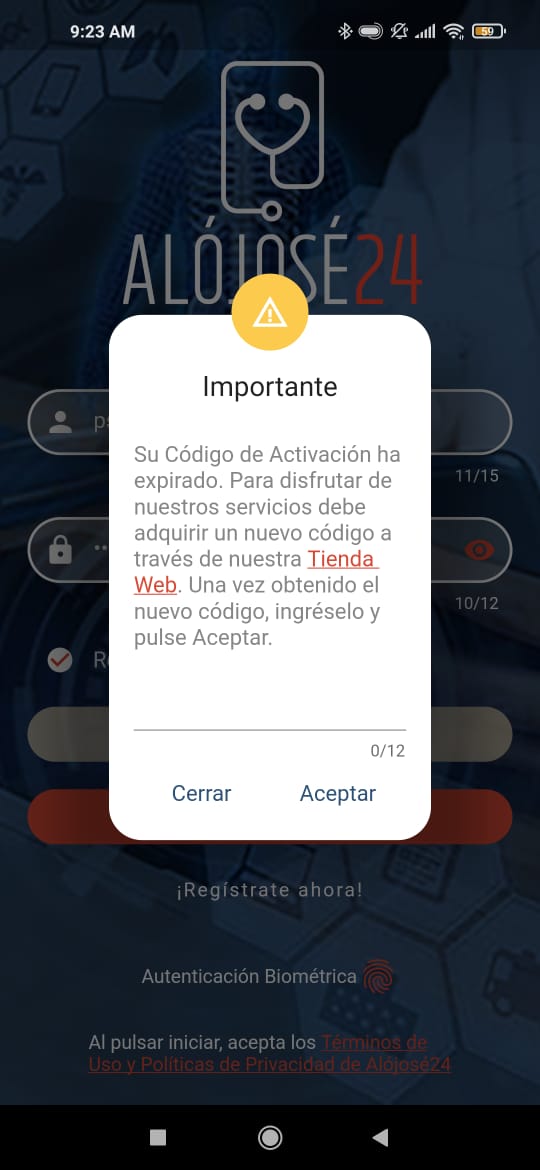 9:23 AM
59
ALÓJOSÉ24
Importante
11/15
Su Código de Activación ha
expirado. Para disfrutar de
nuestros servicios debe
adquirir un nuevo código a
través de nuestra Tienda
Web. Una vez obtenido el
nuevo código, ingréselo y
pulse Aceptar.
10/12
0/12
Cerrar Aceptar
¡Regístrate ahora!
Autenticación Biométrica
Al pulsar iniciar, acepta los Términos de
Uso y Políticas de Privacidad de Alójosé24